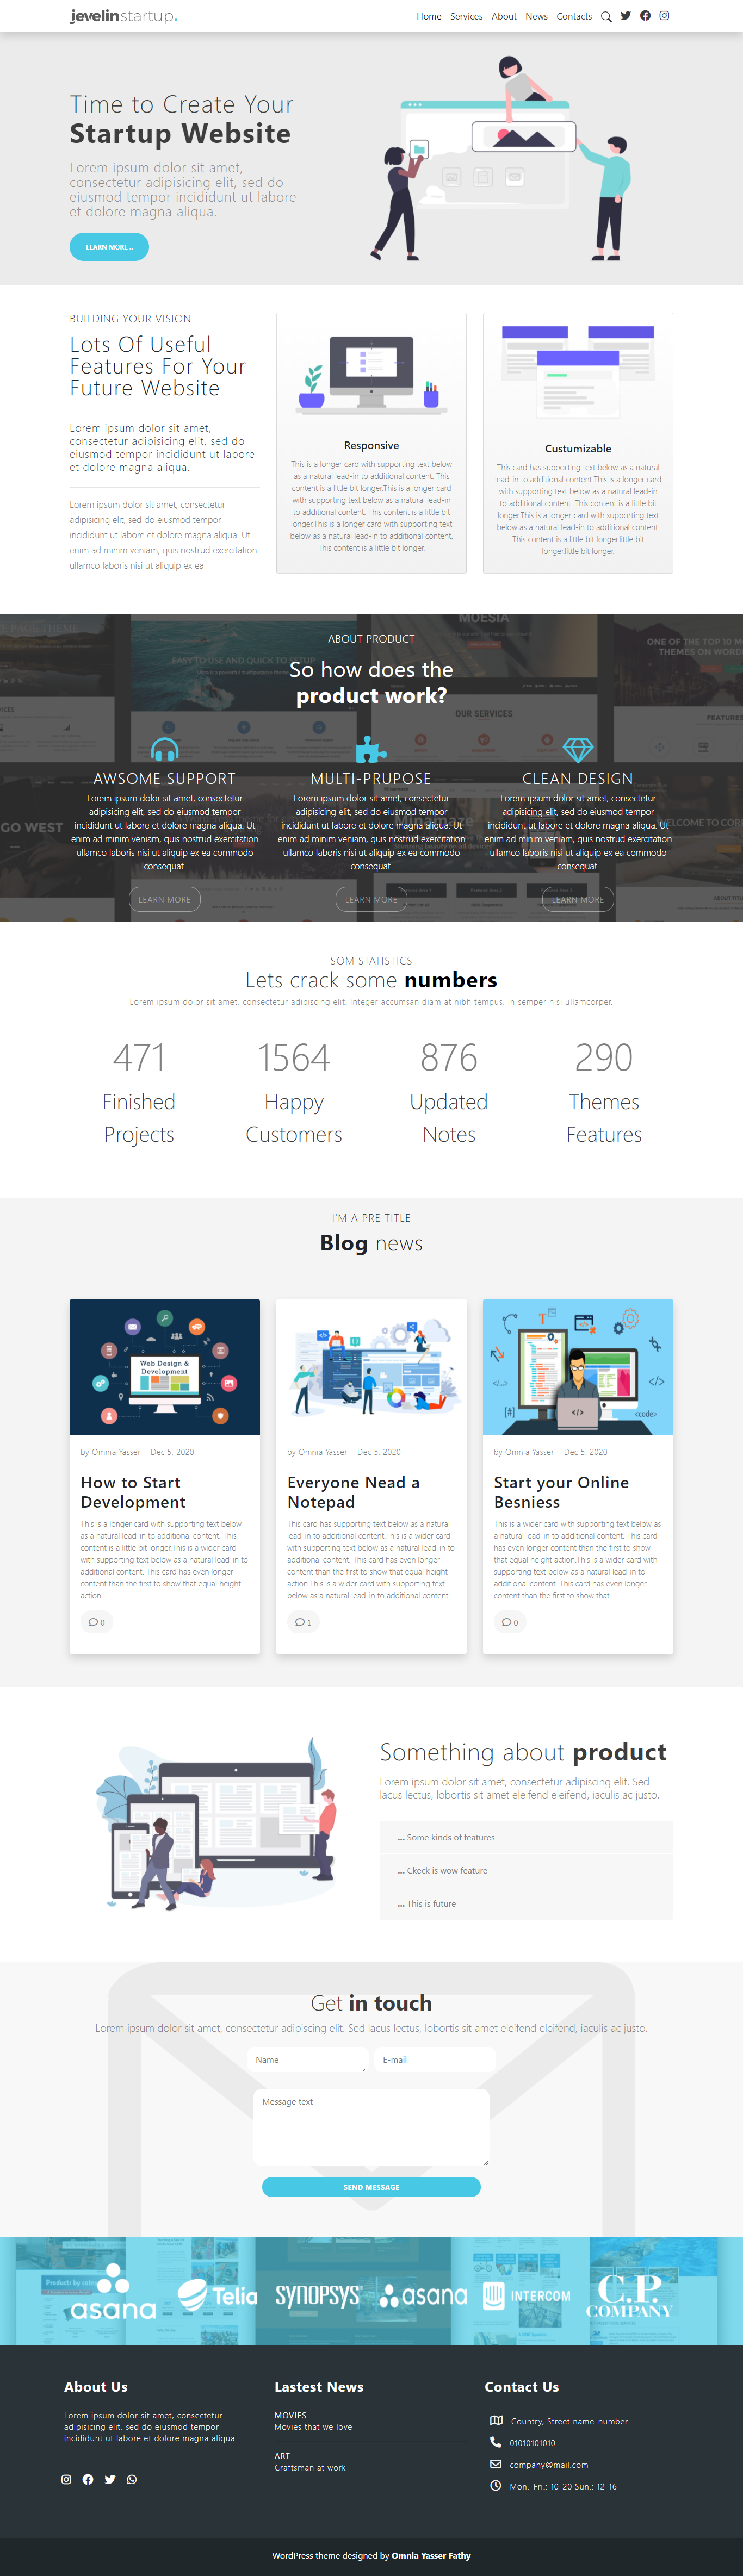 jevelinstartup.
Home Services About News Contacts
Time to Create Your
Startup Website
Lorem ipsum dolor sit amet,
consectetur adipisicing elit, sed do
eiusmod tempor incididunt ut labore
et dolore magna aliqua.
LEARN MORE ..
BUILDING YOUR VISION
Lots Of Useful
Features For Your
Future Website
Lorem ipsum dolor sit amet,
consectetur adipisicing elit, sed do
eiusmod tempor incididunt ut labore
et dolore magna aliqua.
Lorem ipsum dolor sit amet, consectetur
adipisicing elit, sed do eiusmod tempor
incididunt ut labore et dolore magna aliqua. Ut
enim ad minim veniam, quis nostrud exercitation
ullamco laboris nisi ut aliquip ex ea
Responsive
This is a longer card with supporting text below
as a natural lead-in to additional content. This
content is a little bit longer.This is a longer card
with supporting text below as a natural lead-in
to additional content. This content is a little bit
longer.This is a longer card with supporting text
below as a natural lead-in to additional content.
This content is a little bit longer.
Custumizable
This card has supporting text below as a natural
lead-in to additional content.This is a longer card
with supporting text below as a natural lead-in
to additional content. This content is a little bit
longer.This is a longer card with supporting text
below as a natural lead-in to additional content.
This content is a little bit longer.little bit
longer.little bit longer.
ABOUT PRODUCT
So how does the
product work?
AWSOME SUPPORT
Lorem ipsum dolor sit amet, consectetur
adipisicing elit, sed do eiusmod tempor
incididunt ut labore et dolore magna aliqua. Ut
enim ad minim veniam, quis nostrud exercitation
ullamco laboris nisi ut aliquip ex ea commodo
consequat.
LEARN MORE
MULTI-PRUPOSE
Lorem ipsum dolor sit amet, consectetur
adipisicing elit, sed do eiusmod tempor
incididunt ut labore et dolore magna aliqua. Ut
enim ad minim veniam, quis nostrud exercitation
ullamco laboris nisi ut aliquip ex ea commodo
consequat.
LEARN MORE
CLEAN DESIGN
Lorem ipsum dolor sit amet, consectetur
adipisicing elit, sed do eiusmod tempor
incididunt ut labore et dolore magna aliqua. Ut
enim ad minim veniam, quis nostrud exercitation
ullamco laboris nisi ut aliquip ex ea commodo
consequat.
LEARN MORE
MOESIA
EASY TO USE AND QUICK TO SETUP
OUR SERVICES
GO WEST
SOM STATISTICS
Lets crack some numbers
Lorem ipsum dolor sit amet, consectetur adipiscing elit. Integer accumsan diam at nibh tempus, in semper nisi ullamcorper.
471
Finished
Projects
1564
Happy
Customers
876
Updated
Notes
290
Themes
Features
I'M A PRE TITLE
Blog news
Web Design &
Development
by Omnia Yasser Dec 5, 2020
How to Start
Development
This is a longer card with supporting text below
as a natural lead-in to additional content. This
content is a little bit longer.This is a wider card
with supporting text below as a natural lead-in to
additional content. This card has even longer
content than the first to show that equal height
action.
0
by Omnia Yasser Dec 5, 2020
Everyone Nead a
Notepad
This card has supporting text below as a natural
lead-in to additional content.This is a wider card
with supporting text below as a natural lead-in to
additional content. This card has even longer
content than the first to show that equal height
action.This is a wider card with supporting text
below as a natural lead-in to additional content.
1
<code>
by Omnia Yasser Dec 5, 2020
Start your Online
Besniess
This is a wider card with supporting text below as
a natural lead-in to additional content. This card
has even longer content than the first to show
that equal height action.This is a wider card with
supporting text below as a natural lead-in to
additional content. This card has even longer
content than the first to show that
0
Something about product
Lorem ipsum dolor sit amet, consectetur adipiscing elit. Sed
lacus lectus, lobortis sit amet eleifend eleifend, iaculis ac justo.
... Some kinds of features
... Ckeck is wow feature
... This is future
Get in touch
Lorem ipsum dolor sit amet, consectetur adipiscing elit. Sed lacus lectus, lobortis sit amet eleifend eleifend, iaculis ac justo.
Name E-mail
Message text
SEND MESSAGE
asana
Telia
SYNOPSYS
asana
INTERCOM
C.P.
COMPANY
About Us
Lorem ipsum dolor sit amet, consectetur
adipisicing elit, sed do eiusmod tempor
incididunt ut labore et dolore magna aliqua.
Lastest News
MOVIES
Movies that we love
ART
Craftsman at work
Contact Us
Country, Street name-number
01010101010
company@mail.com
Mon.-Fri.: 10-20 Sun.: 12-16
WordPress theme designed by Omnia Yasser Fathy